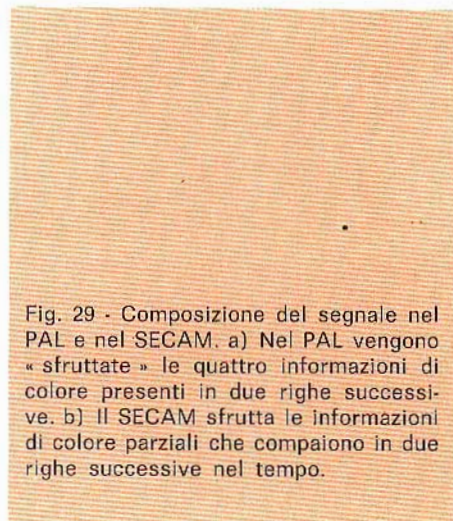 Fig. 29 - Composizione del segnale nel
PAL e nel SECAM. a) Nel PAL vengono
« sfruttate » le quattro informazioni di
colore presenti in due righe successi-
ve. b) Il SECAM sfrutta le informazioni
di colore parziali che compaiono in due
righe successive nel tempo.